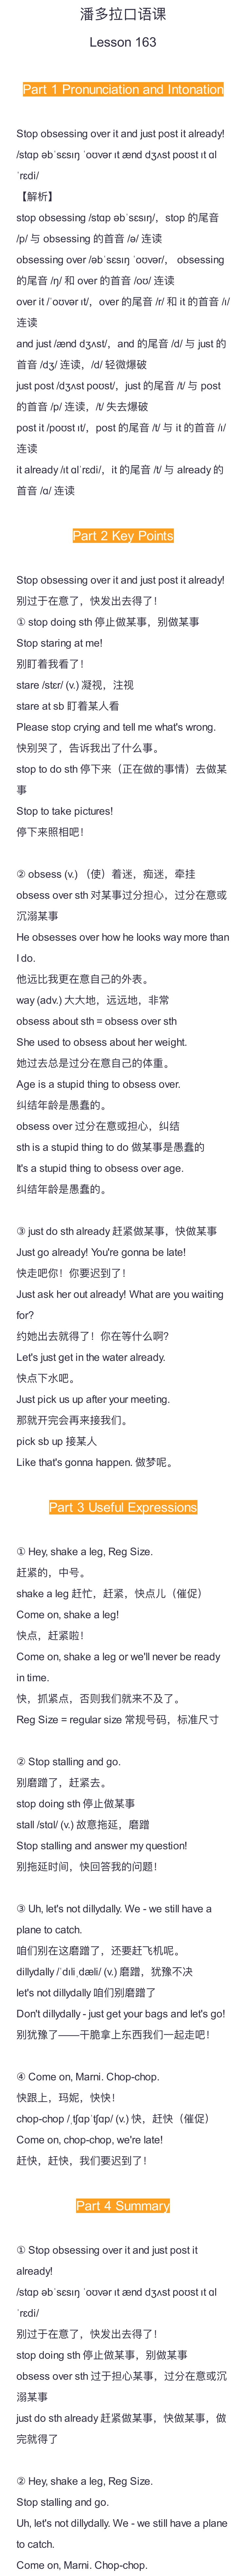 潘多拉口语课
Lesson 163
Part 1 Pronunciation and Intonation
Stop obsessing over it and just post it already!
/stɑp əbˈsɛsɪŋ ˈoʊvər ɪt ænd dʒʌst poʊst ɪt ɑl
ˈrɛdi/
【解析】
stop obsessing /stɑp əbˈsɛsɪŋ/，stop 的尾音
/p/ 与 obsessing 的首音 /ə/ 连读
obsessing over /əbˈsɛsɪŋ ˈoʊvər/， obsessing
的尾音 /ŋ/ 和 over 的首音 /oʊ/ 连读
over it /ˈoʊvər ɪt/，over 的尾音 /r/ 和 it 的首音 /ɪ/
连读
and just /ænd dʒʌst/，and 的尾音 /d/ 与 just 的
首音 /dʒ/ 连读，/d/ 轻微爆破
just post /dʒʌst poʊst/，just 的尾音 /t/ 与 post
的首音 /p/ 连读，/t/ 失去爆破
post it /poʊst ɪt/，post 的尾音 /t/ 与 it 的首音 /ɪ/
连读
it already /ɪt ɑlˈrɛdi/，it 的尾音 /t/ 与 already 的
首音 /ɑ/ 连读
Part 2 Key Points
Stop obsessing over it and just post it already!
别过于在意了，快发出去得了！
① stop doing sth 停止做某事，别做某事
Stop staring at me!
别盯着我看了！
stare /stɛr/ (v.) 凝视，注视
stare at sb 盯着某人看
Please stop crying and tell me what's wrong.
快别哭了，告诉我出了什么事。
stop to do sth 停下来（正在做的事情）去做某
事
Stop to take pictures!
停下来照相吧！
② obsess (v.) （使）着迷，痴迷，牵挂
obsess over sth 对某事过分担心，过分在意或
沉溺某事
He obsesses over how he looks way more than
I do.
他远比我更在意自己的外表。
way (adv.) 大大地，远远地，非常
obsess about sth = obsess over sth
She used to obsess about her weight.
她过去总是过分在意自己的体重。
Age is a stupid thing to obsess over.
纠结年龄是愚蠢的。
obsess over 过分在意或担心，纠结
sth is a stupid thing to do 做某事是愚蠢的
It's a stupid thing to obsess over age.
纠结年龄是愚蠢的。
③ just do sth already 赶紧做某事，快做某事
Just go already! You're gonna be late!
快走吧你！你要迟到了！
Just ask her out already! What are you waiting
for?
约她出去就得了！你在等什么啊？
Let's just get in the water already.
快点下水吧。
Just pick us up after your meeting.
那就开完会再来接我们。
pick sb up 接某人
Like that's gonna happen. 做梦呢。
Part 3 Useful Expressions
① Hey, shake a leg, Reg Size.
赶紧的，中号。
shake a leg 赶忙，赶紧，快点儿（催促）
Come on, shake a leg!
快点，赶紧啦！
Come on, shake a leg or we'll never be ready
in time.
快，抓紧点，否则我们就来不及了。
Reg Size = regular size 常规号码，标准尺寸
② Stop stalling and go.
别磨蹭了，赶紧去。
stop doing sth 停止做某事
stall /stɑl/ (v.) 故意拖延，磨蹭
Stop stalling and answer my question!
别拖延时间，快回答我的问题！
③ Uh, let's not dillydally. We - we still have a
plane to catch.
咱们别在这磨蹭了，还要赶飞机呢。
dillydally /ˈdɪliˌdæli/ (v.) 磨蹭，犹豫不决
let's not dillydally 咱们别磨蹭了
Don't dillydally - just get your bags and let's go!
别犹豫了——干脆拿上东西我们一起走吧！
④ Come on, Marni. Chop-chop.
快跟上，玛妮，快快！
chop-chop /ˌtʃɑpˈtʃɑp/ (v.) 快，赶快（催促）
Come on, chop-chop, we're late!
赶快，赶快，我们要迟到了！
Part 4 Summary
① Stop obsessing over it and just post it
already!
/stɑp əbˈsɛsɪŋ ˈoʊvər ɪt ænd dʒʌst poʊst ɪt ɑl
ˈrɛdi/
别过于在意了，快发出去得了！
stop doing sth 停止做某事，别做某事
obsess over sth 过于担心某事，过分在意或沉
溺某事
just do sth already 赶紧做某事，快做某事，做
完就得了
② Hey, shake a leg, Reg Size.
Stop stalling and go.
Uh, let's not dillydally. We - we still have a plane
to catch.
Come on, Marni. Chop-chop.